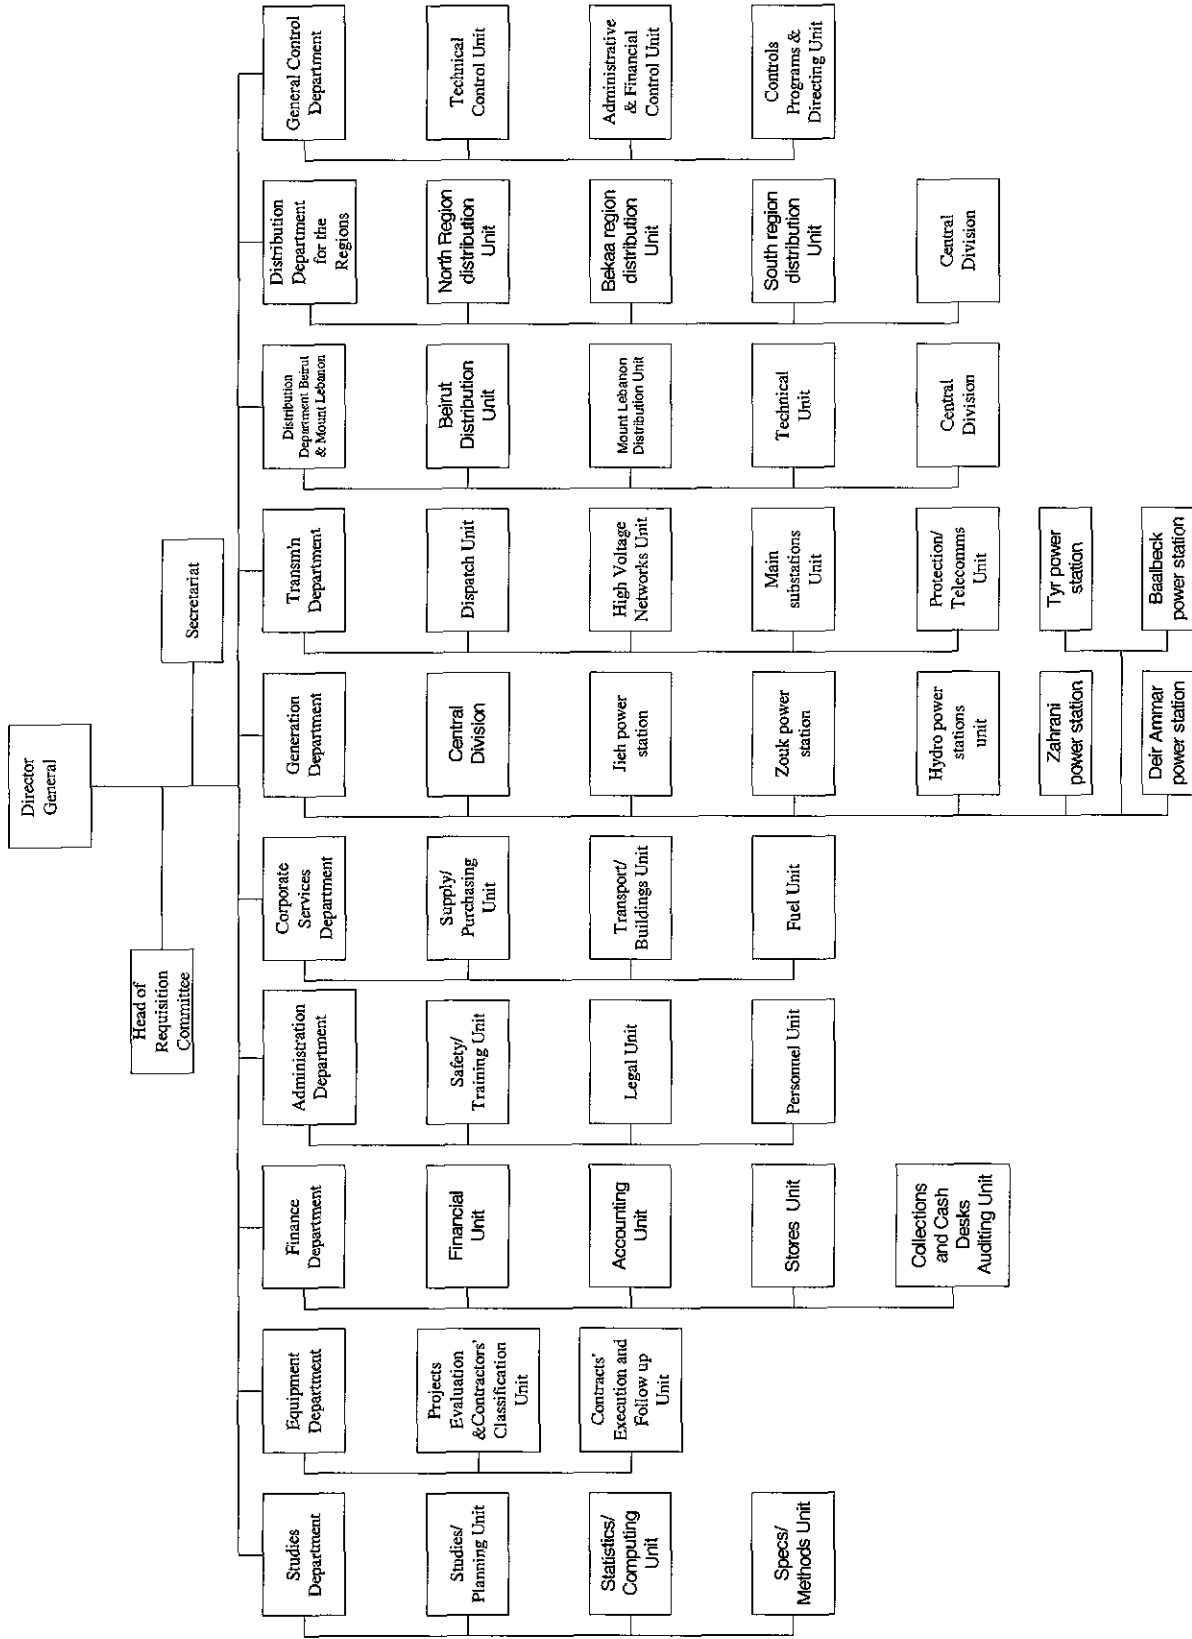 Director
General
Secretariat
Head of
Requisition
Committee
Studies
Department
Studies/
Planning Unit
Statistics/
Computing
Unit
Specs/
Methods Unit
Equipment
Department
Projects
Evaluation
&Contractors'
Classification
Unit
Contracts'
Execution and
Follow up
Unit
Finance
Department
Financial
Unit
Accounting
Unit
Stores Unit
Collections
and Cash
Desks
Auditing Unit
Administration
Department
Safety/
Training Unit
Legal Unit
Personnel Unit
Corporate
Services
Department
Supply/
Purchasing
Unit
Transport/
Buildings Unit
Fuel Unit
Generation
Department
Central
Division
Jieh power
station
Zouk power
station
Hydro power
stations
unit
Zahrani
power station
Deir Ammar
power station
Tyr power
station
Baalbeck
power station
Transm'n
Department
Dispatch Unit
High Voltage
Networks Unit
Main
substations
Unit
Protection/
Telecomms
Unit
Distribution
Department Beirut
& Mount Lebanon
Beirut
Distribution
Unit
Mount Lebanon
Distribution Unit
Technical
Unit
Central
Division
Distribution
Department
for the
Regions
North Region
distribution
Unit
Bekaa region
distribution
Unit
South region
distribution
Unit
Central
Division
General Control
Department
Technical
Control Unit
Administrative
& Financial
Control Unit
Controls
Programs &
Directing Unit